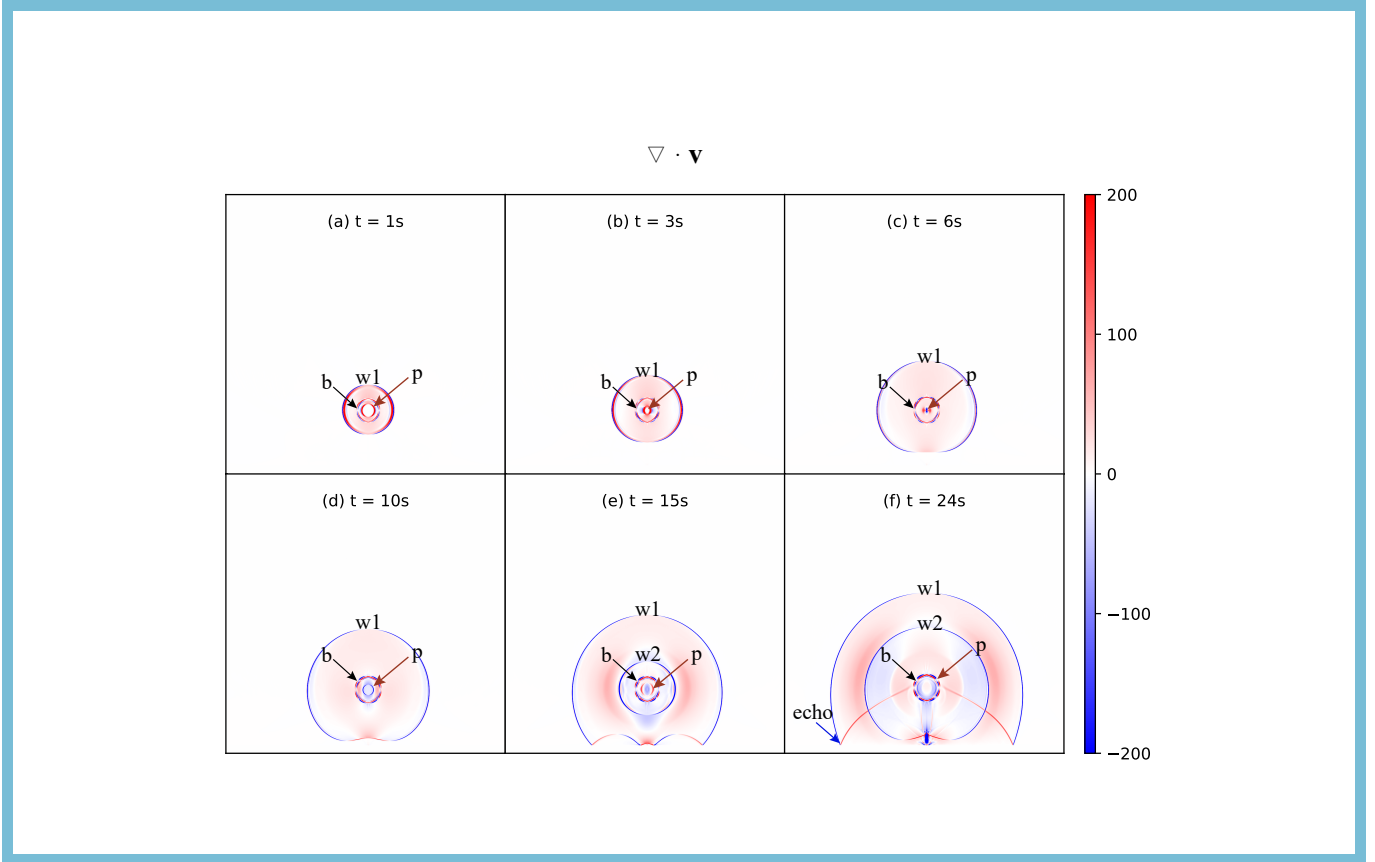 ∇ · v
(a) t = 1s
(b) t = 3s
(c) t = 6s
b w1 p
b w1 p
b w1 p
(d) t = 10s
(e) t = 15s
(f) t = 24s
w1
b p
w1
w2
b p
w1
w2
b p
echo
200
100
0
−100
−200